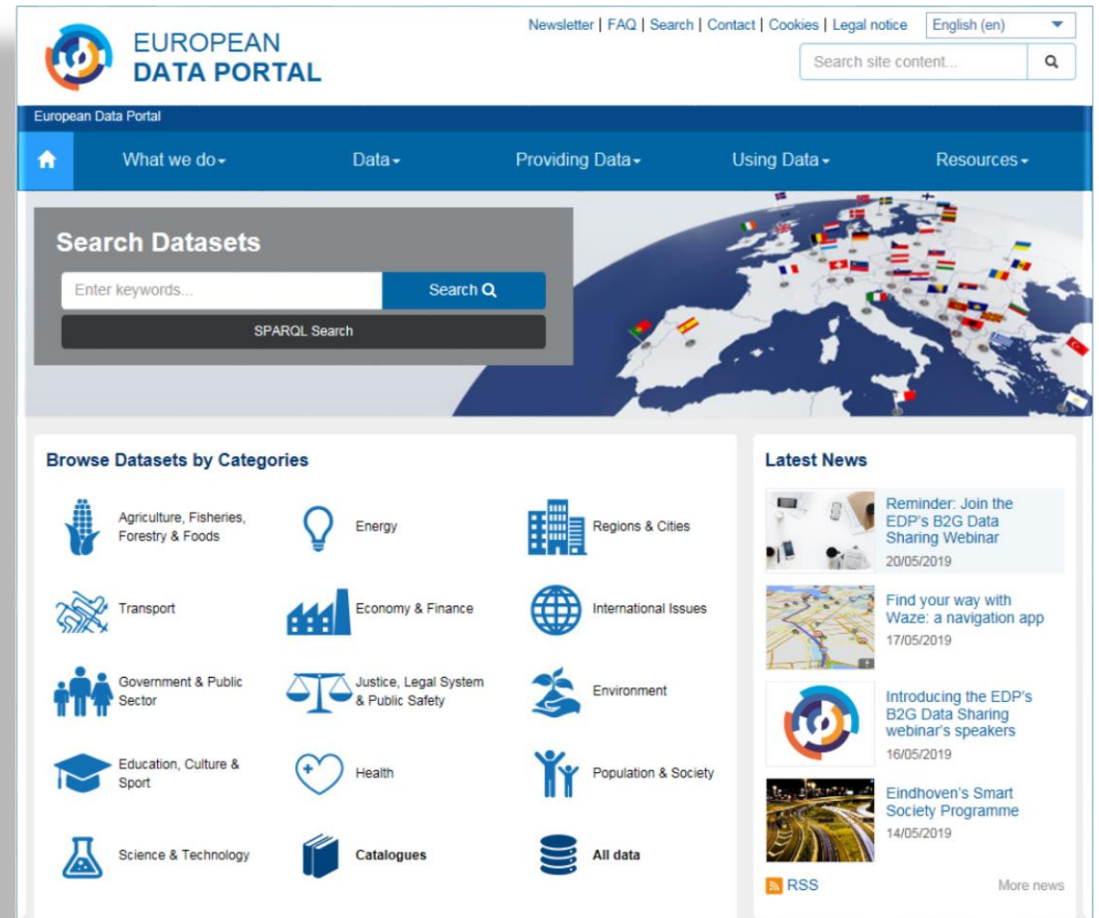 Newsletter | FAQ | Search | Contact | Cookies | Legal notice
English (en)
EUROPEAN
DATA PORTAL
Search site content...
European Data Portal
What we do
Data
Providing Data
Using Data
Resources
Search Datasets
Enter keywords...
Search
SPARQL Search
Browse Datasets by Categories
Agriculture, Fisheries,
Forestry & Foods
Energy
Regions & Cities
Transport
Economy & Finance
International Issues
Government & Public
Sector
Justice, Legal System
& Public Safety
Environment
Education, Culture &
Sport
Health
Population & Society
Science & Technology
Catalogues
All data
Latest News
Reminder: Join the
EDP's B2G Data
Sharing Webinar
20/05/2019
Find your way with
Waze: a navigation app
17/05/2019
Introducing the EDP's
B2G Data Sharing
webinar's speakers
16/05/2019
Eindhoven's Smart
Society Programme
14/05/2019
RSS
More news